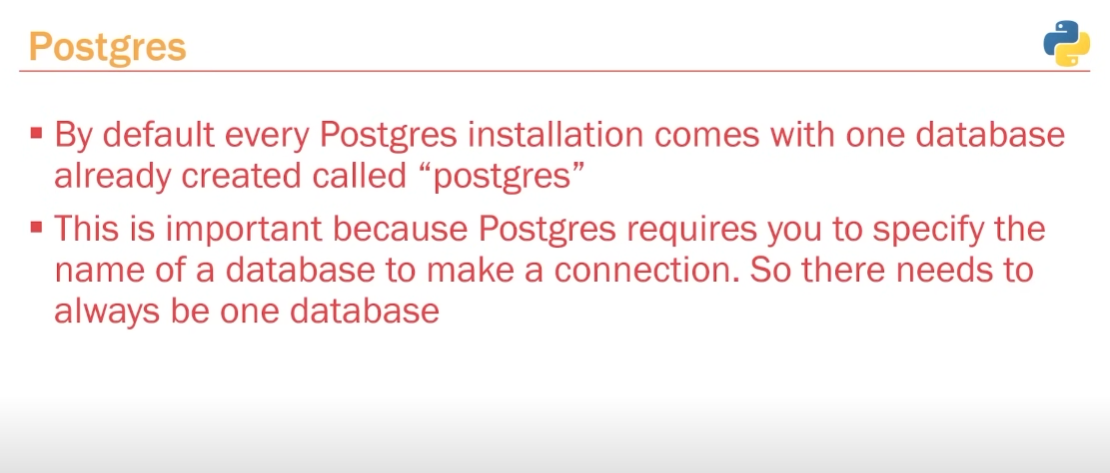 Postgres
▪ By default every Postgres installation comes with one database
already created called “postgres”
▪ This is important because Postgres requires you to specify the
name of a database to make a connection. So there needs to
always be one database